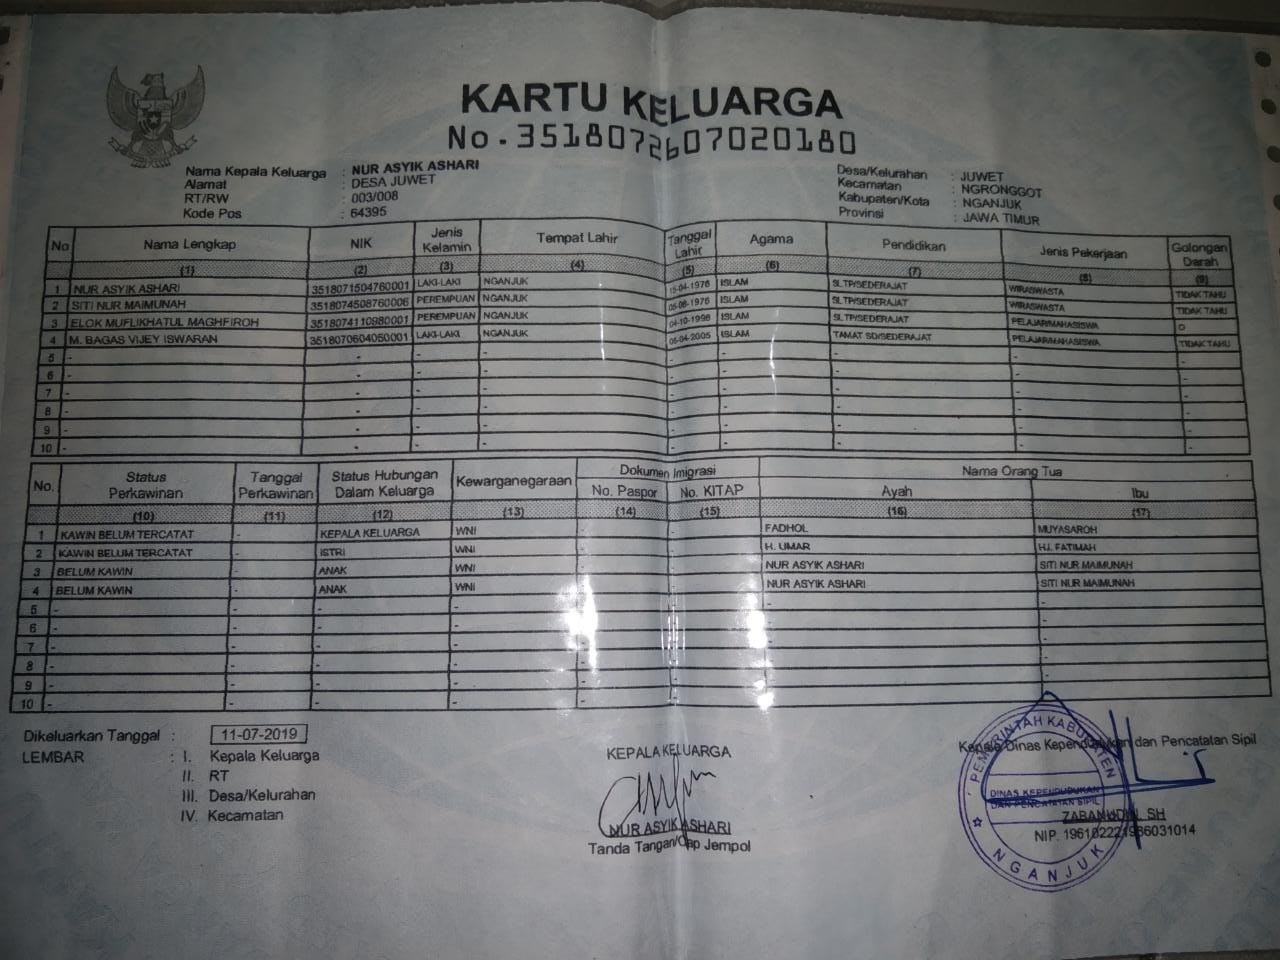 KARTU KELUARGA
No. 3518072607020180
Nama Kepala Keluarga : NUR ASYIK ASHARI
Alamat : DESA JUWET
RT/RW : 003/008
Kode Pos : 64395
Desa/Kelurahan : JUWET
Kecamatan : NGRONGGOT
Kabupaten/Kota : NGANJUK
Provinsi : JAWA TIMUR
No Nama Lengkap NIK Jenis Kelamin Tempat Lahir Tanggal Lahir Agama Pendidikan Jenis Pekerjaan Golongan Darah
(1) (2) (3) (4) (5) (6) (7) (8) (9)
1 NUR ASYIK ASHARI 3518071504760001 LAKI-LAKI NGANJUK 15-04-1976 ISLAM SLTP/SEDERAJAT WIRASWASTA TIDAK TAHU
2 SITI NUR MAIMUNAH 3518074508760006 PEREMPUAN NGANJUK 05-08-1976 ISLAM SLTP/SEDERAJAT WIRASWASTA TIDAK TAHU
3 ELOK MUFLIKHATUL MAGHFIROH 3518074110980001 PEREMPUAN NGANJUK 04-10-1998 ISLAM SLTP/SEDERAJAT PELAJAR/MAHASISWA O
4 M. BAGAS VIJEY ISWARAN 3518070604050001 LAKI-LAKI NGANJUK 06-04-2005 ISLAM TAMAT SD/SEDERAJAT PELAJAR/MAHASISWA TIDAK TAHU
5 - - - - - - - - -
6 - - - - - - - - -
7 - - - - - - - - -
8 - - - - - - - - -
9 - - - - - - - - -
10 - - - - - - - - -
No. Status Perkawinan Tanggal Perkawinan Status Hubungan Dalam Keluarga Kewarganegaraan Dokumen Imigrasi Nama Orang Tua
No. Paspor No. KITAP Ayah Ibu
(10) (11) (12) (13) (14) (15) (16) (17)
1 KAWIN BELUM TERCATAT - KEPALA KELUARGA WNI - - FADHOL MUYASAROH
2 KAWIN BELUM TERCATAT - ISTRI WNI - - H. UMAR HJ. FATIMAH
3 BELUM KAWIN - ANAK WNI - - NUR ASYIK ASHARI SITI NUR MAIMUNAH
4 BELUM KAWIN - ANAK WNI - - NUR ASYIK ASHARI SITI NUR MAIMUNAH
5 - - - - - - - -
6 - - - - - - - -
7 - - - - - - - -
8 - - - - - - - -
9 - - - - - - - -
10 - - - - - - - -
Dikeluarkan Tanggal : 11-07-2019
LEMBAR : I. Kepala Keluarga
II. RT
III. Desa/Kelurahan
IV. Kecamatan
KEPALA KELUARGA
NUR ASYIK ASHARI
Tanda Tangan/Cap Jempol
Kepala Dinas Kependudukan dan Pencatatan Sipil
PEMERINTAH KABUPATEN
DINAS KEPENDUDUKAN
DAN PENCATATAN SIPIL
NGANJUK
SH
NIP.